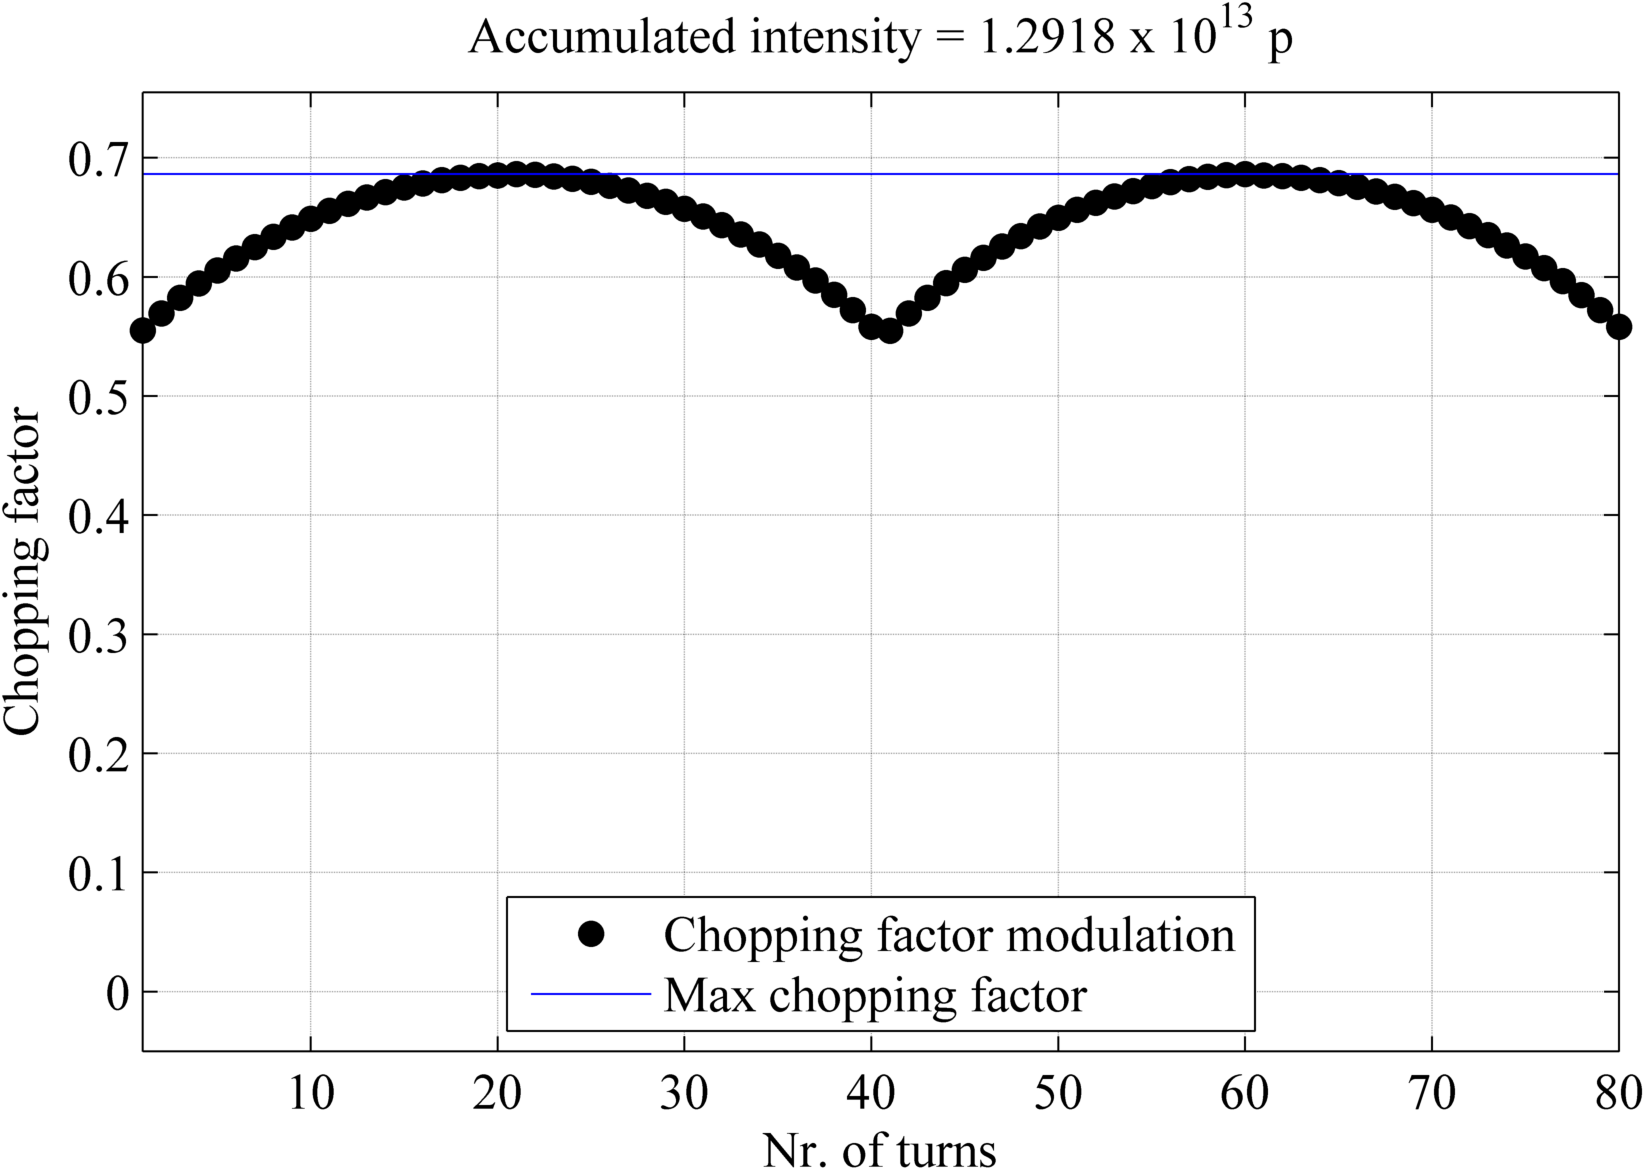 Accumulated intensity = 1.2918 x 10¹³ p
Chopping factor
0.7
0.6
0.5
0.4
0.3
0.2
0.1
0
Chopping factor modulation
Max chopping factor
10 20 30 40 50 60 70 80
Nr. of turns